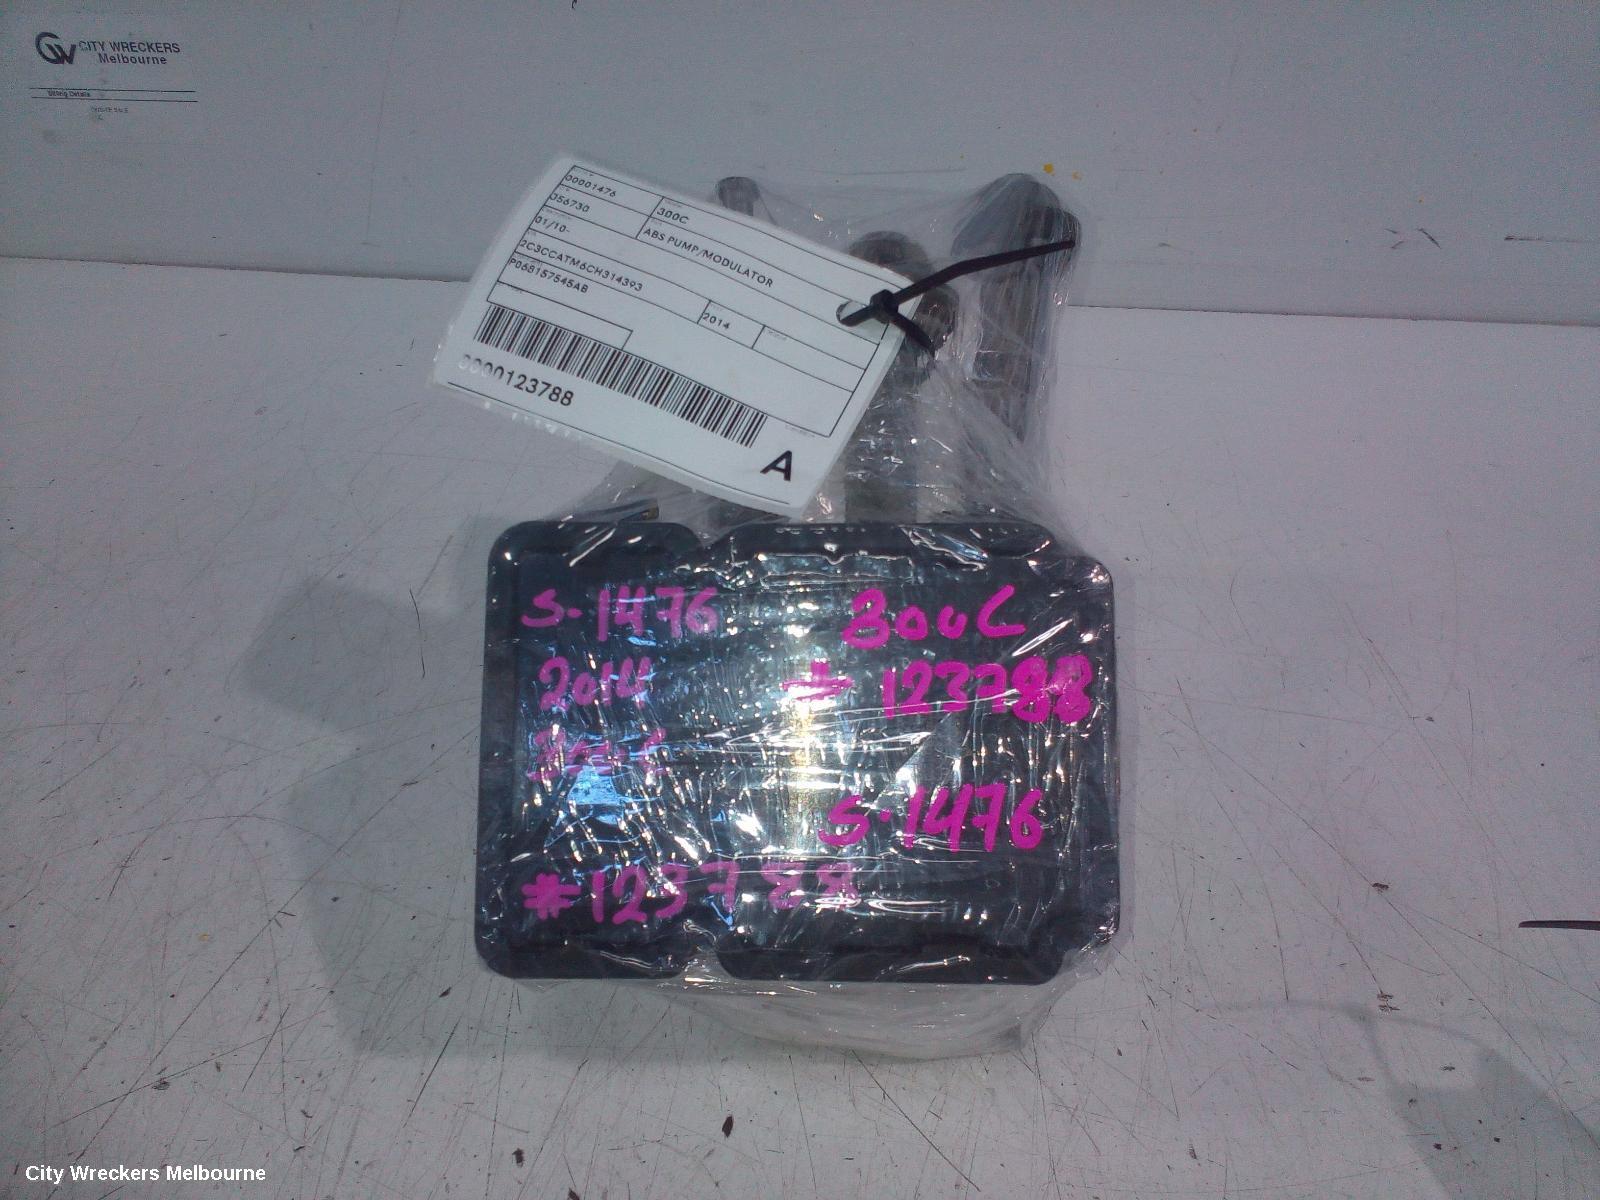 CITY WRECKERS
Melbourne
00001476
300C
056730
ABS PUMP/MODULATOR
01/10-
2C3CCATM6CH314393
2014
P068157545AB
0000123788
A
S-1476
300C
2014
# 123788
300C
S-1476
#123788
City Wreckers Melbourne